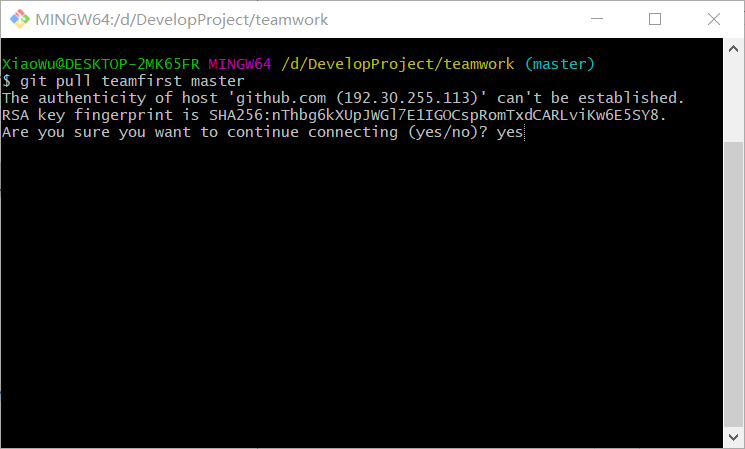 MINGW64:/d/DevelopProject/teamwork
XiaoWu@DESKTOP-2MK65FR MINGW64 /d/DevelopProject/teamwork (master)
$ git pull teamfirst master
The authenticity of host 'github.com (192.30.255.113)' can't be established.
RSA key fingerprint is SHA256:nThbg6kXUpJWGl7E1IGOCspRomTxdCARLviKw6E5SY8.
Are you sure you want to continue connecting (yes/no)? yes